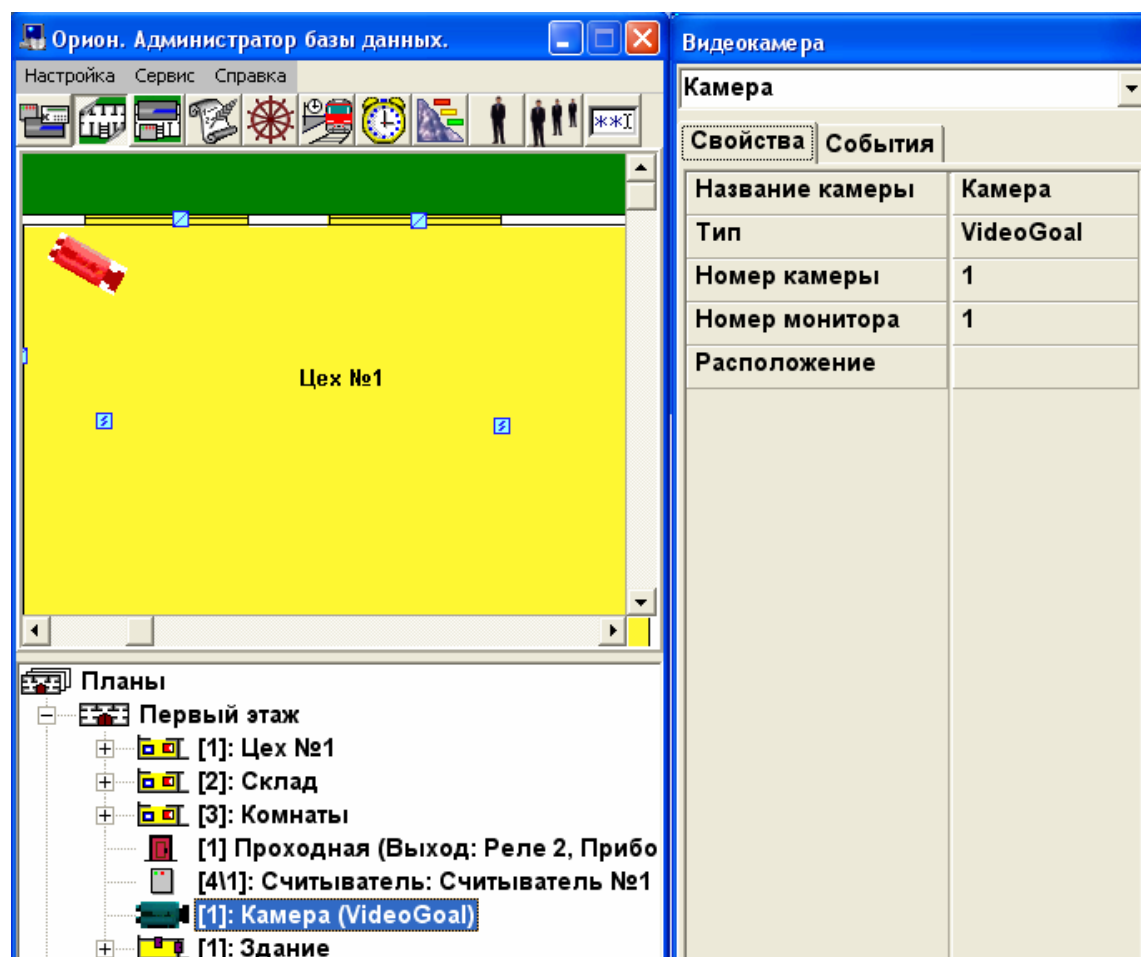 Орион. Администратор базы данных.
Настройка Сервис Справка
Цех №1
Планы
Первый этаж
[1]: Цех №1
[2]: Склад
[3]: Комнаты
[1] Проходная (Выход: Реле 2, Прибо
[4\1]: Считыватель: Считыватель №1
[1]: Камера (VideoGoal)
[1]: Здание
Видеокамера
Камера
Свойства События
Название камеры Камера
Тип VideoGoal
Номер камеры 1
Номер монитора 1
Расположение